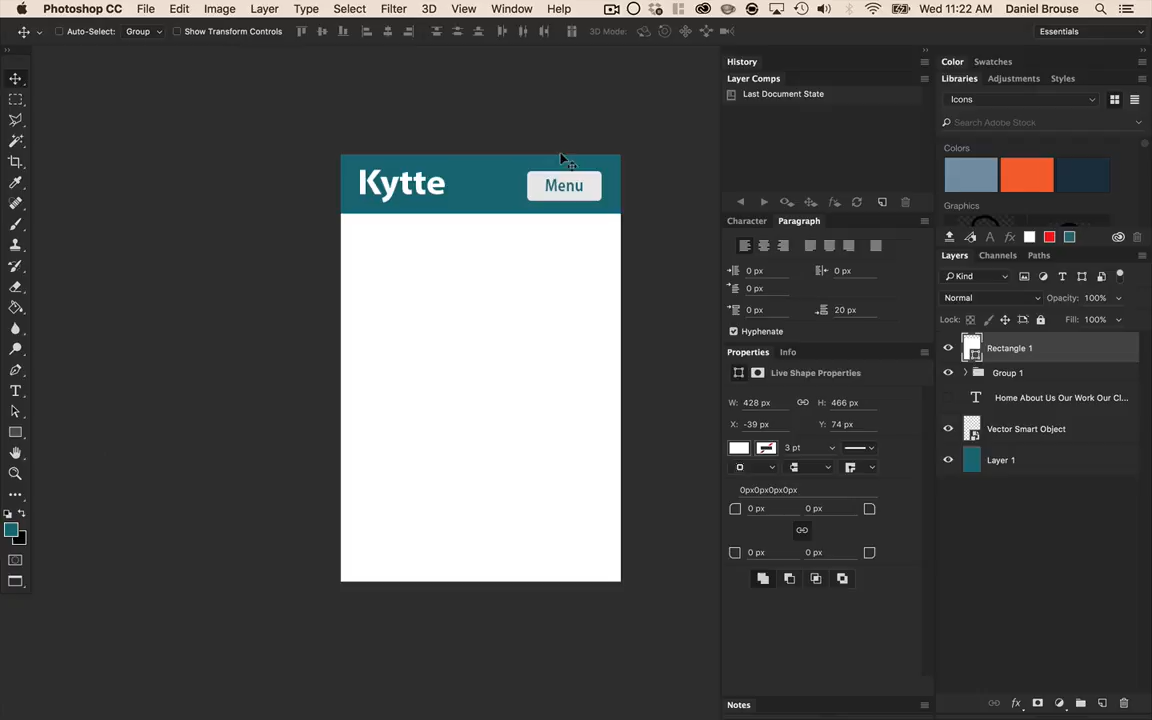 Photoshop CC File Edit Image Layer Type Select Filter 3D View Window Help Wed 11:22 AM Daniel Brouse
Auto-Select: Group Show Transform Controls 3D Mode: Essentials
History
Layer Comps
Last Document State
Color Swatches
Libraries Adjustments Styles
Icons
Search Adobe Stock
Colors
Graphics
Kytte
Menu
Character Paragraph
0 px 0 px
0 px
0 px 20 px
Hyphenate
Properties Info
Live Shape Properties
W: 428 px H: 466 px
X: -39 px Y: 74 px
3 pt
0px0px0px0px
0 px 0 px
0 px 0 px
Notes
Layers Channels Paths
Kind
Normal Opacity: 100%
Lock: Fill: 100%
Rectangle 1
Group 1
Home About Us Our Work Our Cl...
Vector Smart Object
Layer 1